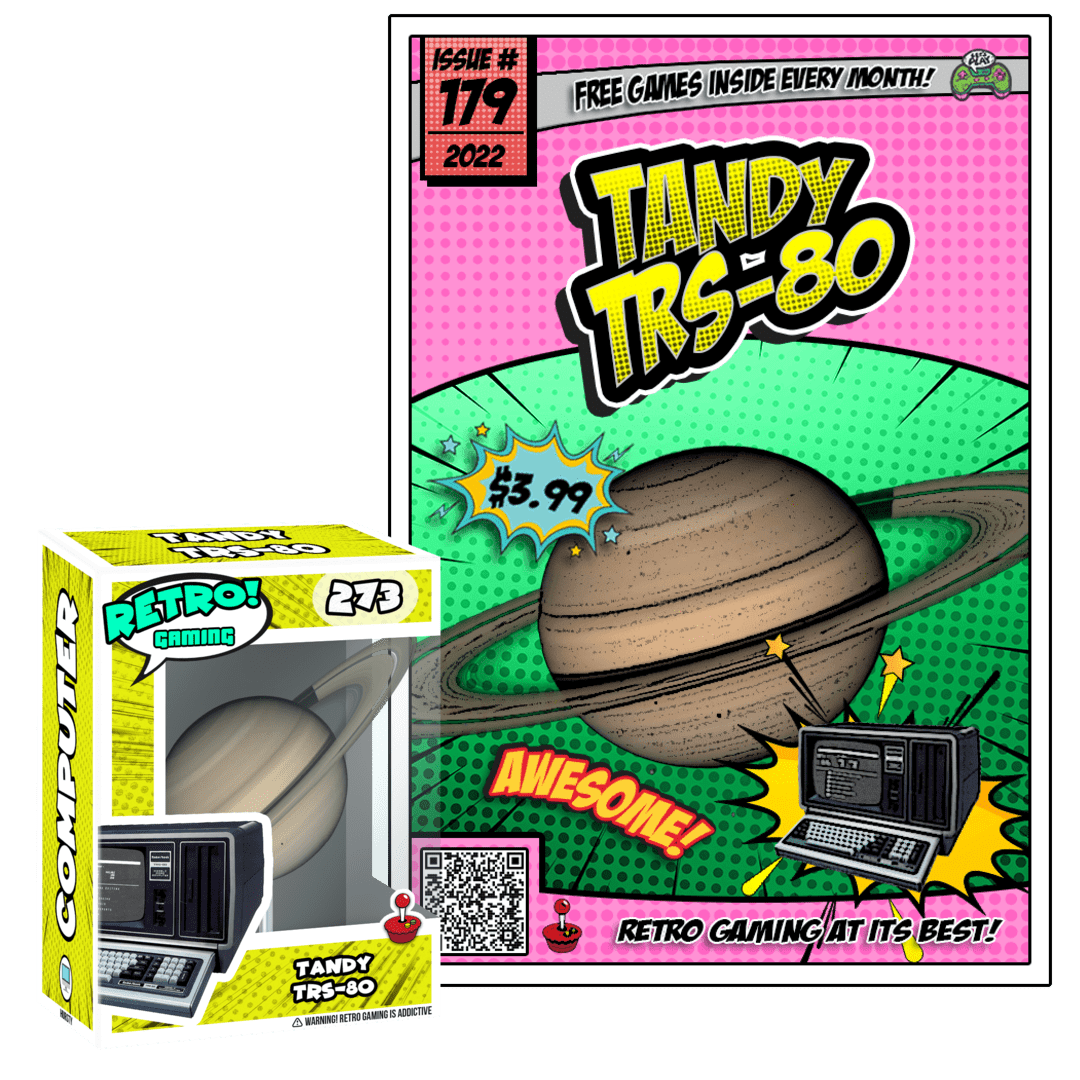 ISSUE #
179
2022
FREE GAMES INSIDE EVERY MONTH!
TANDY
TRS-80
$3.99
AWESOME!
RETRO GAMING AT ITS BEST!
TANDY
TRS-80
RETRO!
GAMING
273
COMPUTER
TANDY
TRS-80
WARNING! RETRO GAMING IS ADDICTIVE